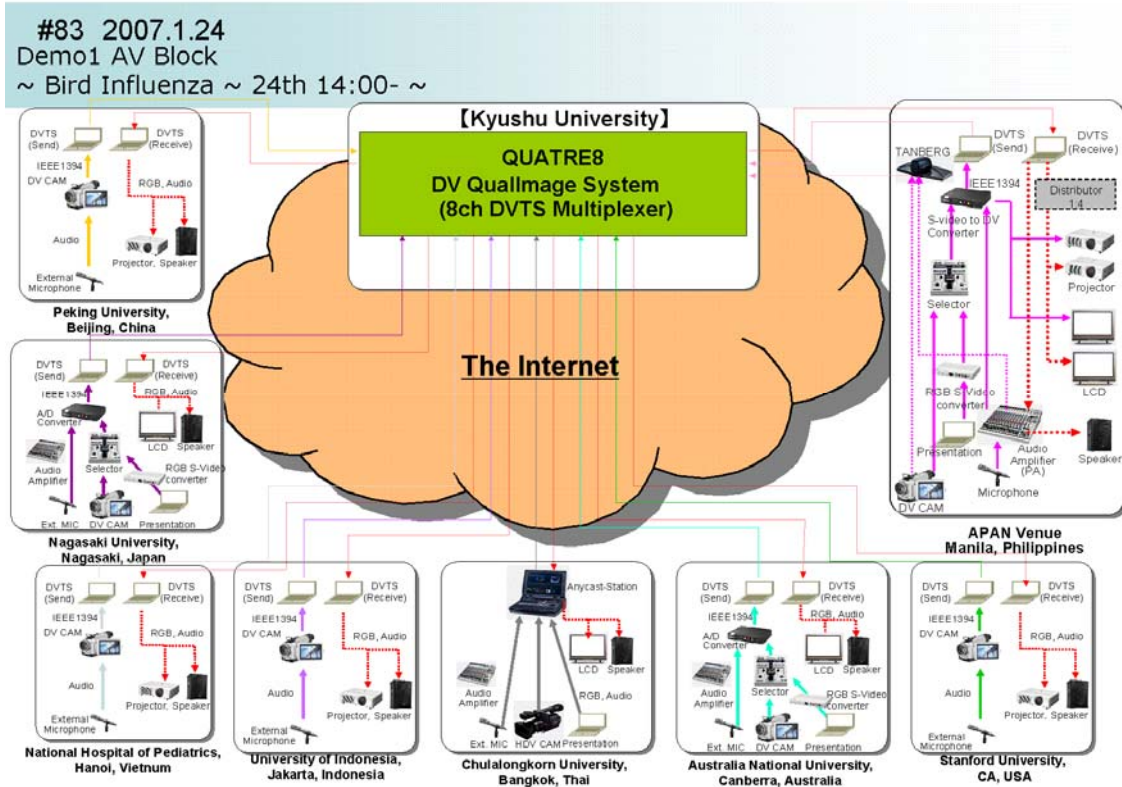 #83 2007.1.24
Demo1 AV Block
~ Bird Influenza ~ 24th 14:00- ~
【Kyushu University】
QUATRE8
DV QualImage System
(8ch DVTS Multiplexer)
The Internet
DVTS
(Send)
DVTS
(Receive)
IEEE1394
DV CAM
RGB, Audio
Audio
Projector, Speaker
External
Microphone
Peking University,
Beijing, China
DVTS
(Send)
DVTS
(Receive)
IEEE1394
RGB, Audio
A/D
Converter
LCD
Speaker
Selector
Audio
Amplifier
RGB S-Video
converter
Ext. MIC
DV CAM
Presentation
Nagasaki University,
Nagasaki, Japan
TANBERG
DVTS
(Send)
DVTS
(Receive)
IEEE1394
Distributor
1:4
S-video to DV
Converter
Projector
Selector
RGB S-Video
converter
LCD
Presentation
Audio
Amplifier
(PA)
Speaker
Microphone
DV CAM
APAN Venue
Manila, Philippines
DVTS
(Send)
DVTS
(Receive)
IEEE1394
DV CAM
RGB, Audio
Audio
Projector, Speaker
External
Microphone
National Hospital of Pediatrics,
Hanoi, Vietnum
DVTS
(Send)
DVTS
(Receive)
IEEE1394
DV CAM
RGB, Audio
Audio
Projector, Speaker
External
Microphone
University of Indonesia,
Jakarta, Indonesia
Anycast-Station
LCD
Speaker
Audio
Amplifier
RGB, Audio
Ext. MIC
HDV CAM
Presentation
Chulalongkorn University,
Bangkok, Thai
DVTS
(Send)
DVTS
(Receive)
IEEE1394
RGB, Audio
A/D
Converter
LCD
Speaker
Selector
Audio
Amplifier
RGB S-Video
converter
Ext. MIC
DV CAM
Presentation
Australia National University,
Canberra, Australia
DVTS
(Send)
DVTS
(Receive)
IEEE1394
DV CAM
RGB, Audio
Audio
Projector, Speaker
External
Microphone
Stanford University,
CA, USA